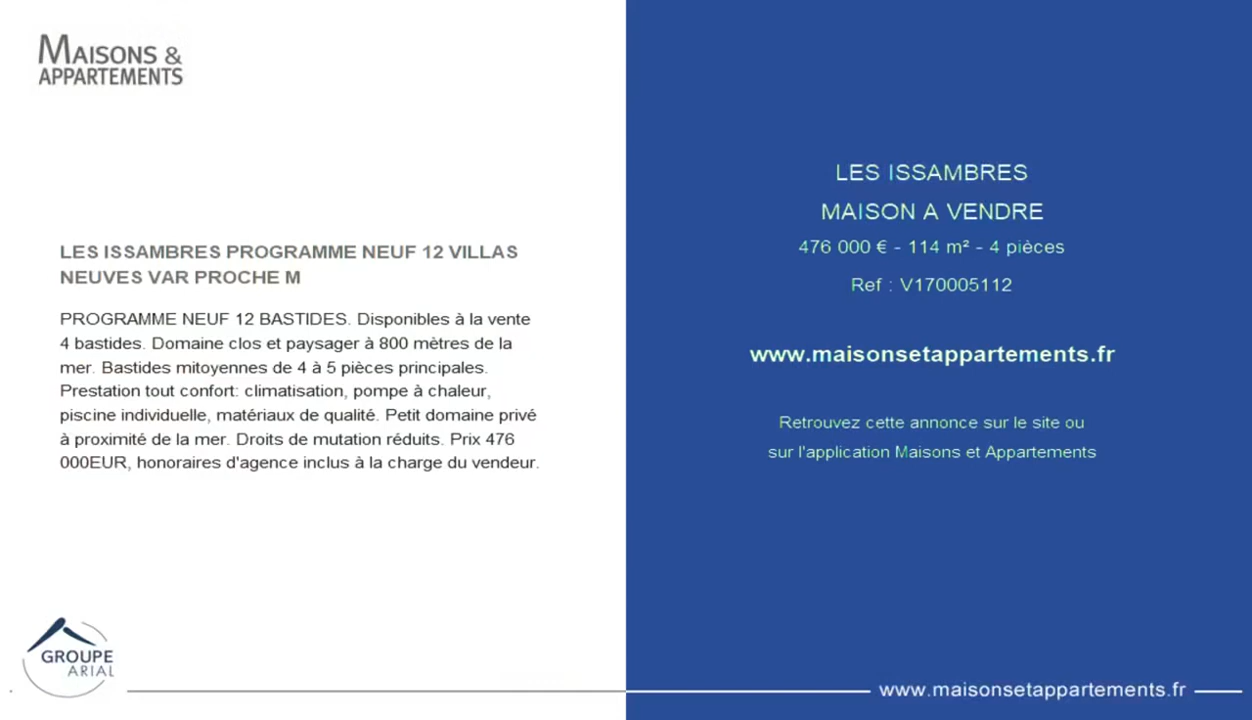 MAISONS &
APPARTEMENTS
LES ISSAMBRES PROGRAMME NEUF 12 VILLAS
NEUVES VAR PROCHE M
PROGRAMME NEUF 12 BASTIDES. Disponibles à la vente
4 bastides. Domaine clos et paysager à 800 mètres de la
mer. Bastides mitoyennes de 4 à 5 pièces principales.
Prestation tout confort: climatisation, pompe à chaleur,
piscine individuelle, matériaux de qualité. Petit domaine privé
à proximité de la mer. Droits de mutation réduits. Prix 476
000EUR, honoraires d'agence inclus à la charge du vendeur.
GROUPE
ARIAL
LES ISSAMBRES
MAISON A VENDRE
476 000 € - 114 m² - 4 pièces
Ref : V170005112
www.maisonsetappartements.fr
Retrouvez cette annonce sur le site ou
sur l'application Maisons et Appartements
www.maisonsetappartements.fr